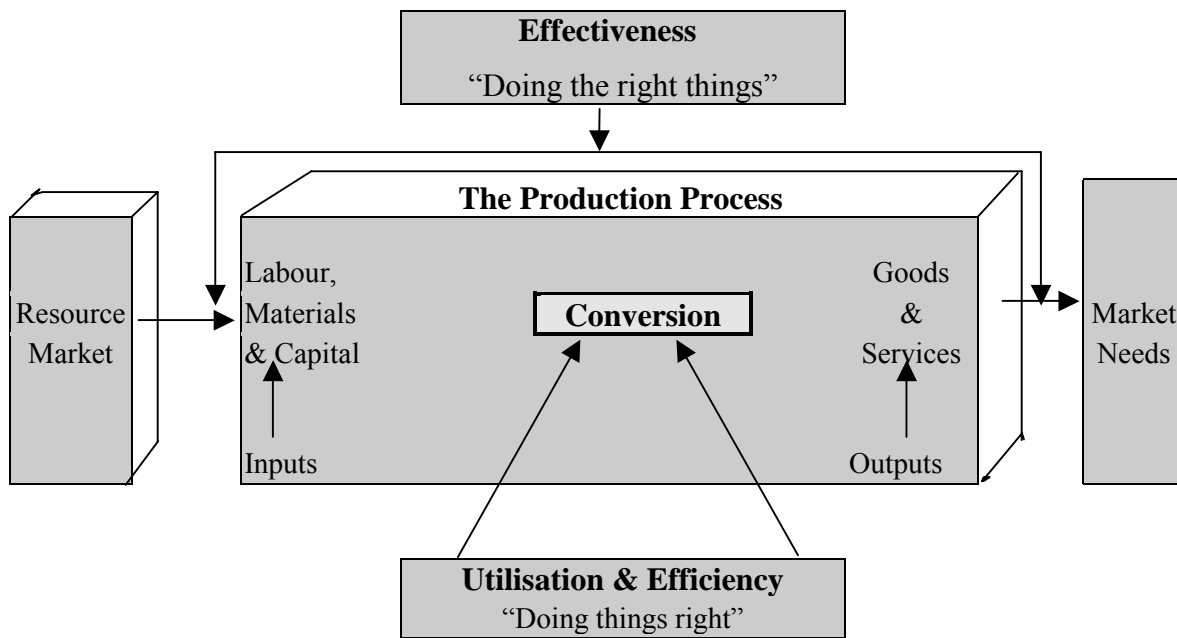 Effectiveness
“Doing the right things”
The Production Process
Resource
Market
Labour,
Materials
& Capital
Inputs
Conversion
Goods
&
Services
Outputs
Market
Needs
Utilisation & Efficiency
“Doing things right”